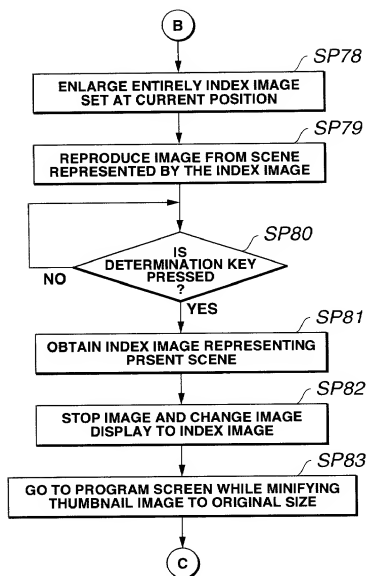 B
SP78
ENLARGE ENTIRELY INDEX IMAGE
SET AT CURRENT POSITION
SP79
REPRODUCE IMAGE FROM SCENE
REPRESENTED BY THE INDEX IMAGE
SP80
IS
DETERMINATION KEY
PRESSED
?
NO
YES
SP81
OBTAIN INDEX IMAGE REPRESENTING
PRSENT SCENE
SP82
STOP IMAGE AND CHANGE IMAGE
DISPLAY TO INDEX IMAGE
SP83
GO TO PROGRAM SCREEN WHILE MINIFYING
THUMBNAIL IMAGE TO ORIGINAL SIZE
C